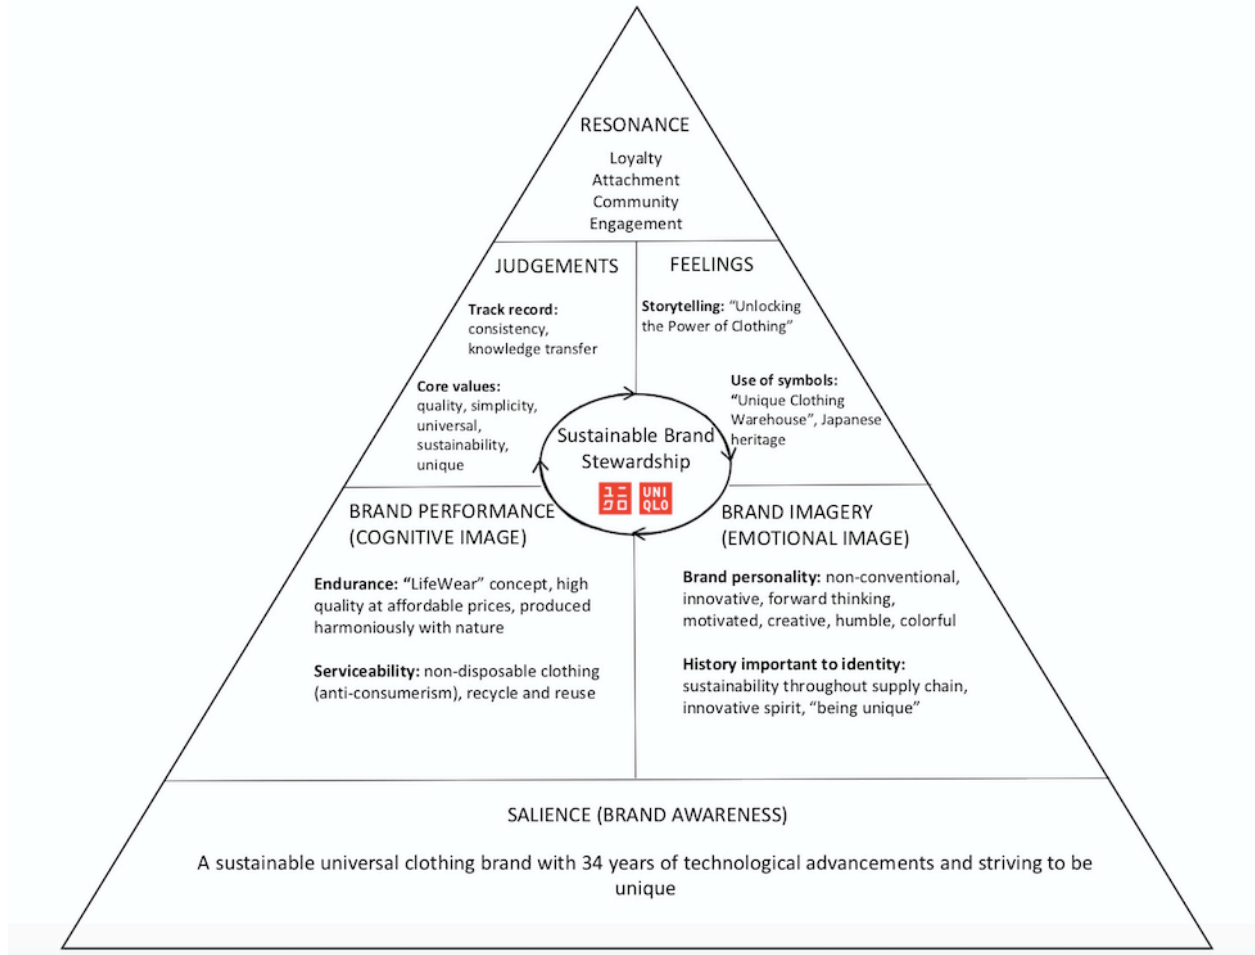 RESONANCE
Loyalty
Attachment
Community
Engagement
JUDGEMENTS
Track record:
consistency,
knowledge transfer
Core values:
quality, simplicity,
universal,
sustainability,
unique
FEELINGS
Storytelling: “Unlocking
the Power of Clothing”
Use of symbols:
“Unique Clothing
Warehouse”, Japanese
heritage
Sustainable Brand
Stewardship
ユニ
クロ
UNI
QLO
BRAND PERFORMANCE
(COGNITIVE IMAGE)
Endurance: “LifeWear” concept, high
quality at affordable prices, produced
harmoniously with nature
Serviceability: non-disposable clothing
(anti-consumerism), recycle and reuse
BRAND IMAGERY
(EMOTIONAL IMAGE)
Brand personality: non-conventional,
innovative, forward thinking,
motivated, creative, humble, colorful
History important to identity:
sustainability throughout supply chain,
innovative spirit, “being unique”
SALIENCE (BRAND AWARENESS)
A sustainable universal clothing brand with 34 years of technological advancements and striving to be
unique